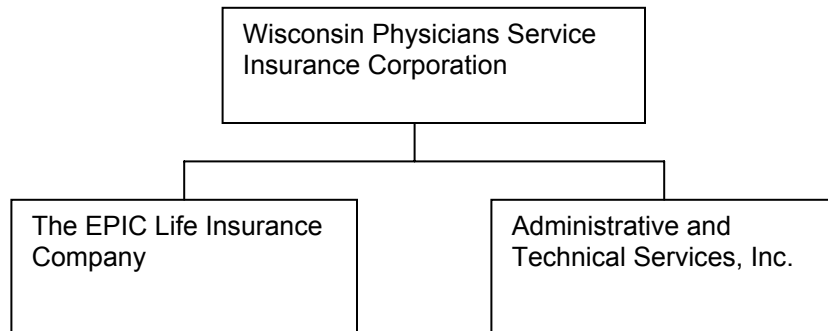 Wisconsin Physicians Service
Insurance Corporation
The EPIC Life Insurance
Company
Administrative and
Technical Services, Inc.